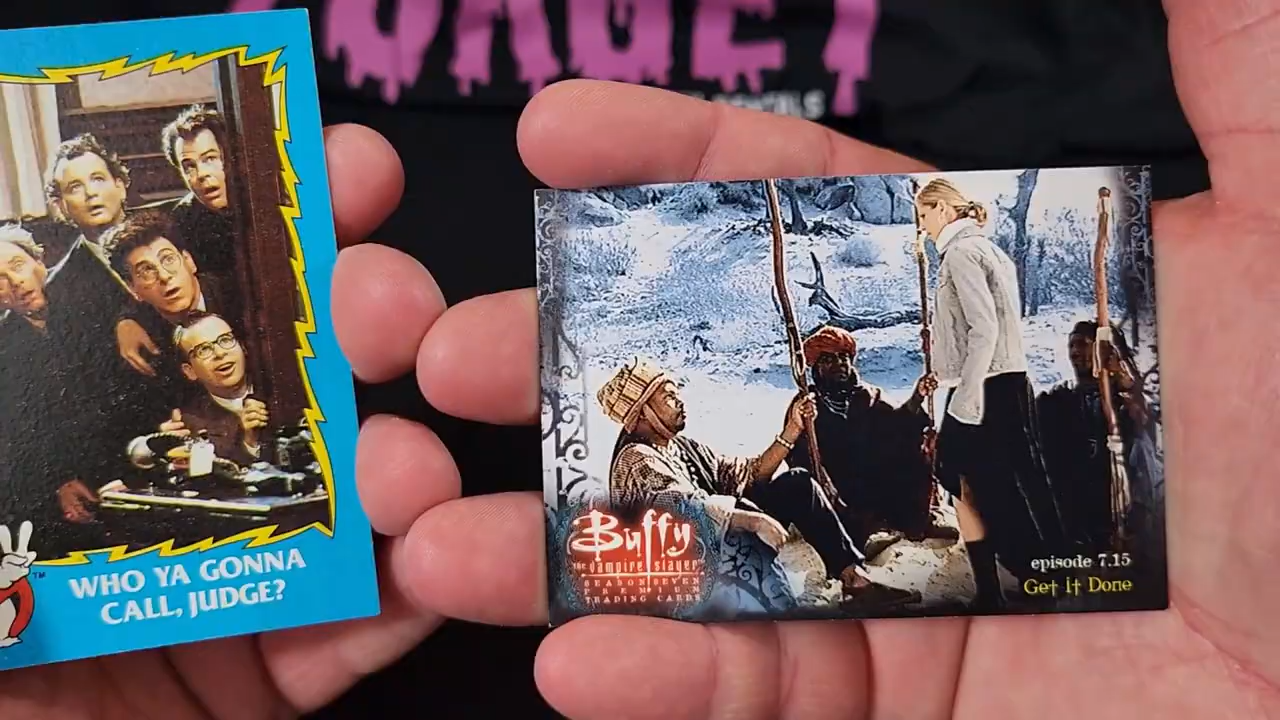 WHO YA GONNA
CALL, JUDGE?
TM
Buffy
the vampire slayer
SEASON SEVEN
PREMIUM
TRADING CARDS
episode 7.15
Get It Done